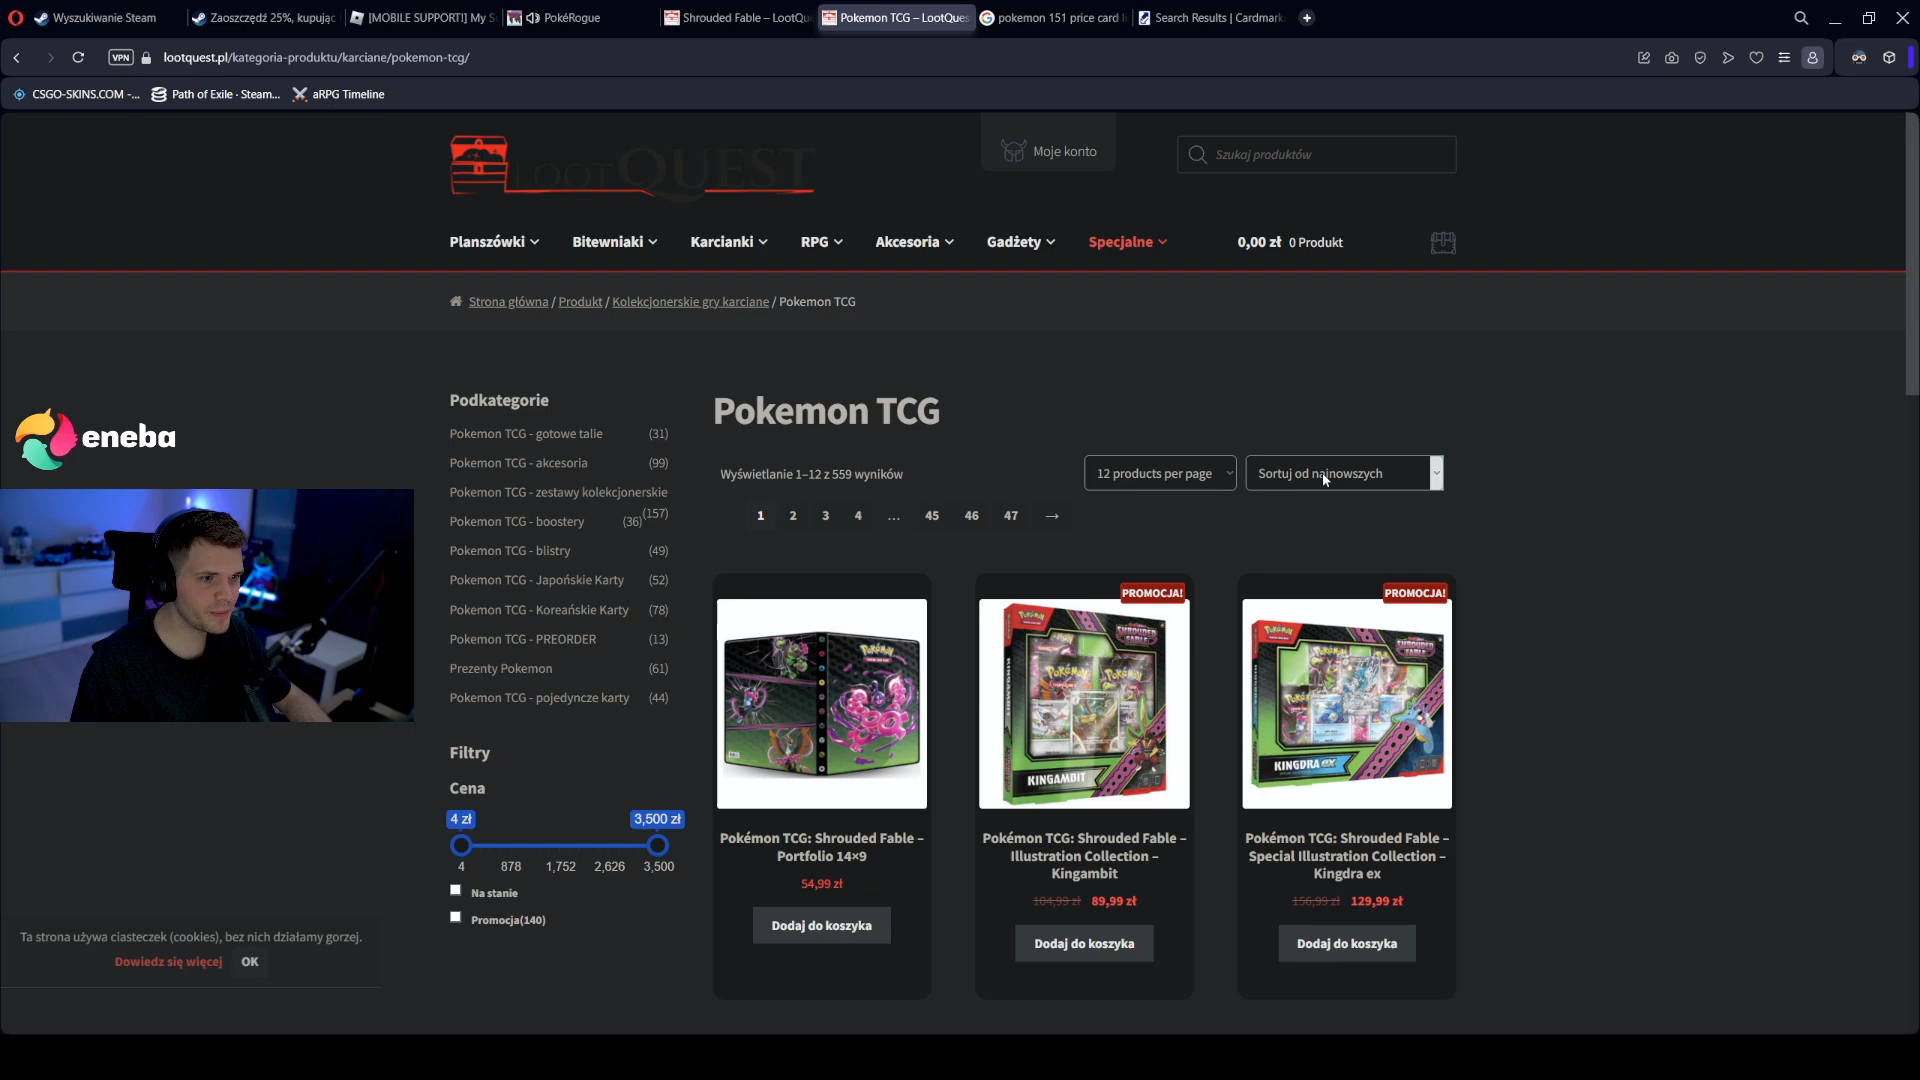 Wyszukiwanie Steam
Zaoszczędź 25%, kupując
[MOBILE SUPPORT!] My S
PokéRogue
Shrouded Fable – LootQu
Pokemon TCG – LootQues
pokemon 151 price card li
Search Results | Cardmark
VPN
lootquest.pl/kategoria-produktu/karciane/pokemon-tcg/
CSGO-SKINS.COM -...
Path of Exile · Steam...
aRPG Timeline
LOOTQUEST
Moje konto
Szukaj produktów
Planszówki
Bitewniaki
Karcianki
RPG
Akcesoria
Gadżety
Specjalne
0,00 zł 0 Produkt
Strona główna / Produkt / Kolekcjonerskie gry karciane / Pokemon TCG
eneba
Podkategorie
Pokemon TCG - gotowe talie (31)
Pokemon TCG - akcesoria (99)
Pokemon TCG - zestawy kolekcjonerskie
(157)
Pokemon TCG - boostery (36)
Pokemon TCG - blistry (49)
Pokemon TCG - Japońskie Karty (52)
Pokemon TCG - Koreańskie Karty (78)
Pokemon TCG - PREORDER (13)
Prezenty Pokemon (61)
Pokemon TCG - pojedyncze karty (44)
Filtry
Cena
4 zł 3,500 zł
4 878 1,752 2,626 3,500
Na stanie
Promocja(140)
Ta strona używa ciasteczek (cookies), bez nich działamy gorzej.
Dowiedz się więcej OK
Pokemon TCG
Wyświetlanie 1–12 z 559 wyników
12 products per page
Sortuj od najnowszych
1 2 3 4 … 45 46 47 →
Pokémon
Pokémon TCG: Shrouded Fable –
Portfolio 14×9
54,99 zł
Dodaj do koszyka
PROMOCJA!
Pokémon
SHROUDED FABLE
KINGAMBIT
Pokémon TCG: Shrouded Fable –
Illustration Collection –
Kingambit
104,99 zł 89,99 zł
Dodaj do koszyka
PROMOCJA!
Pokémon
SHROUDED FABLE
KINGDRA ex
Pokémon TCG: Shrouded Fable –
Special Illustration Collection –
Kingdra ex
156,99 zł 129,99 zł
Dodaj do koszyka